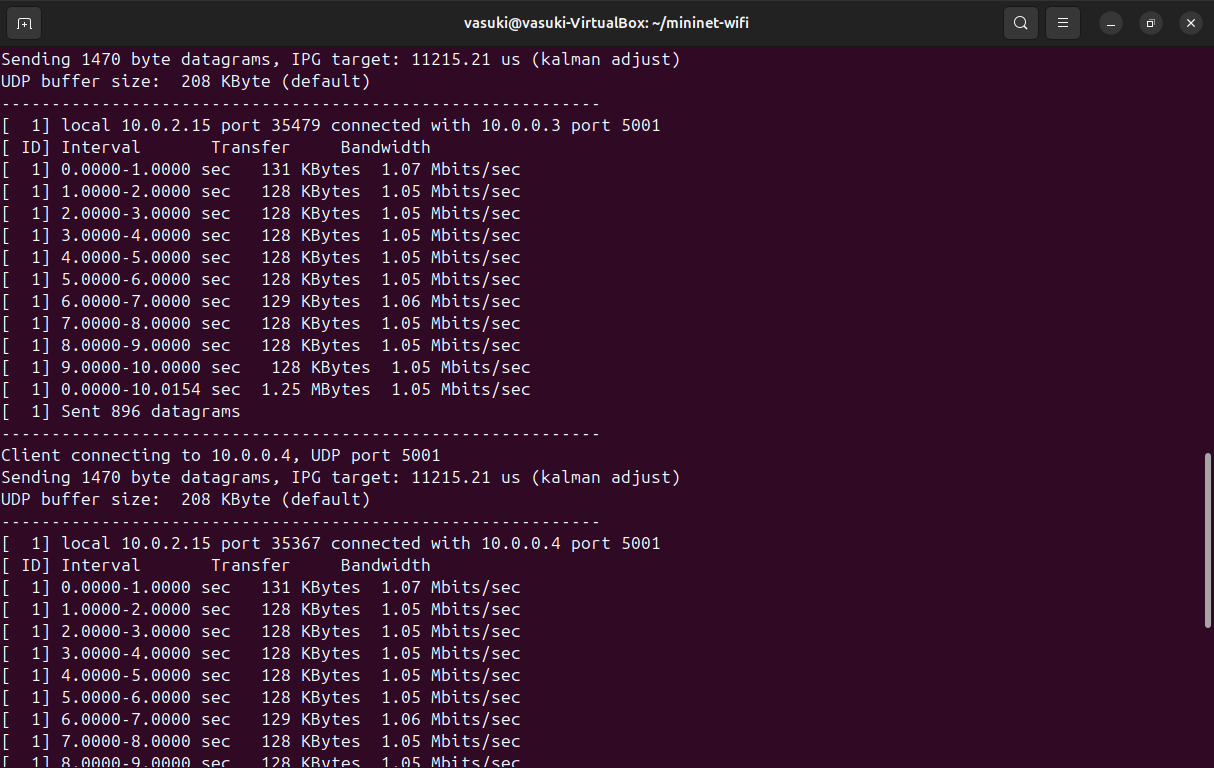 vasuki@vasuki-VirtualBox: ~/mininet-wifi
Sending 1470 byte datagrams, IPG target: 11215.21 us (kalman adjust)
UDP buffer size:  208 KByte (default)
------------------------------------------------------------
[  1] local 10.0.2.15 port 35479 connected with 10.0.0.3 port 5001
[ ID] Interval       Transfer     Bandwidth
[  1] 0.0000-1.0000 sec   131 KBytes  1.07 Mbits/sec
[  1] 1.0000-2.0000 sec   128 KBytes  1.05 Mbits/sec
[  1] 2.0000-3.0000 sec   128 KBytes  1.05 Mbits/sec
[  1] 3.0000-4.0000 sec   128 KBytes  1.05 Mbits/sec
[  1] 4.0000-5.0000 sec   128 KBytes  1.05 Mbits/sec
[  1] 5.0000-6.0000 sec   128 KBytes  1.05 Mbits/sec
[  1] 6.0000-7.0000 sec   129 KBytes  1.06 Mbits/sec
[  1] 7.0000-8.0000 sec   128 KBytes  1.05 Mbits/sec
[  1] 8.0000-9.0000 sec   128 KBytes  1.05 Mbits/sec
[  1] 9.0000-10.0000 sec   128 KBytes  1.05 Mbits/sec
[  1] 0.0000-10.0154 sec  1.25 MBytes  1.05 Mbits/sec
[  1] Sent 896 datagrams
------------------------------------------------------------
Client connecting to 10.0.0.4, UDP port 5001
Sending 1470 byte datagrams, IPG target: 11215.21 us (kalman adjust)
UDP buffer size:  208 KByte (default)
------------------------------------------------------------
[  1] local 10.0.2.15 port 35367 connected with 10.0.0.4 port 5001
[ ID] Interval       Transfer     Bandwidth
[  1] 0.0000-1.0000 sec   131 KBytes  1.07 Mbits/sec
[  1] 1.0000-2.0000 sec   128 KBytes  1.05 Mbits/sec
[  1] 2.0000-3.0000 sec   128 KBytes  1.05 Mbits/sec
[  1] 3.0000-4.0000 sec   128 KBytes  1.05 Mbits/sec
[  1] 4.0000-5.0000 sec   128 KBytes  1.05 Mbits/sec
[  1] 5.0000-6.0000 sec   128 KBytes  1.05 Mbits/sec
[  1] 6.0000-7.0000 sec   129 KBytes  1.06 Mbits/sec
[  1] 7.0000-8.0000 sec   128 KBytes  1.05 Mbits/sec
[  1] 8.0000-9.0000 sec   128 KBytes  1.05 Mbits/sec